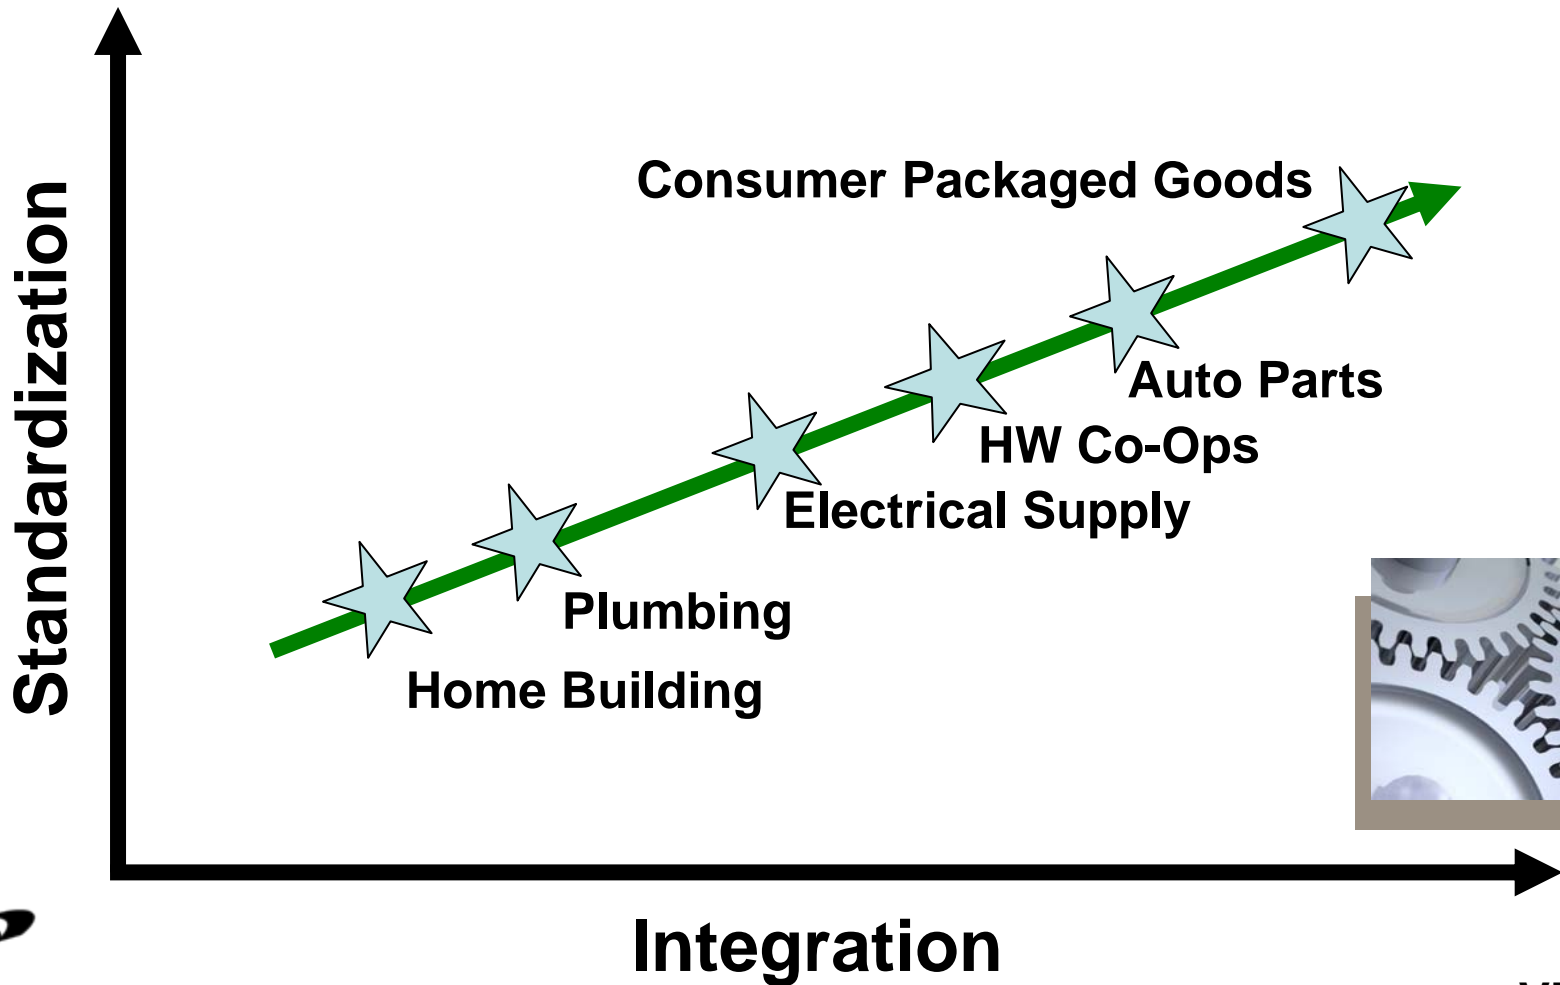 Standardization
Consumer Packaged Goods
Auto Parts
HW Co-Ops
Electrical Supply
Plumbing
Home Building
Integration